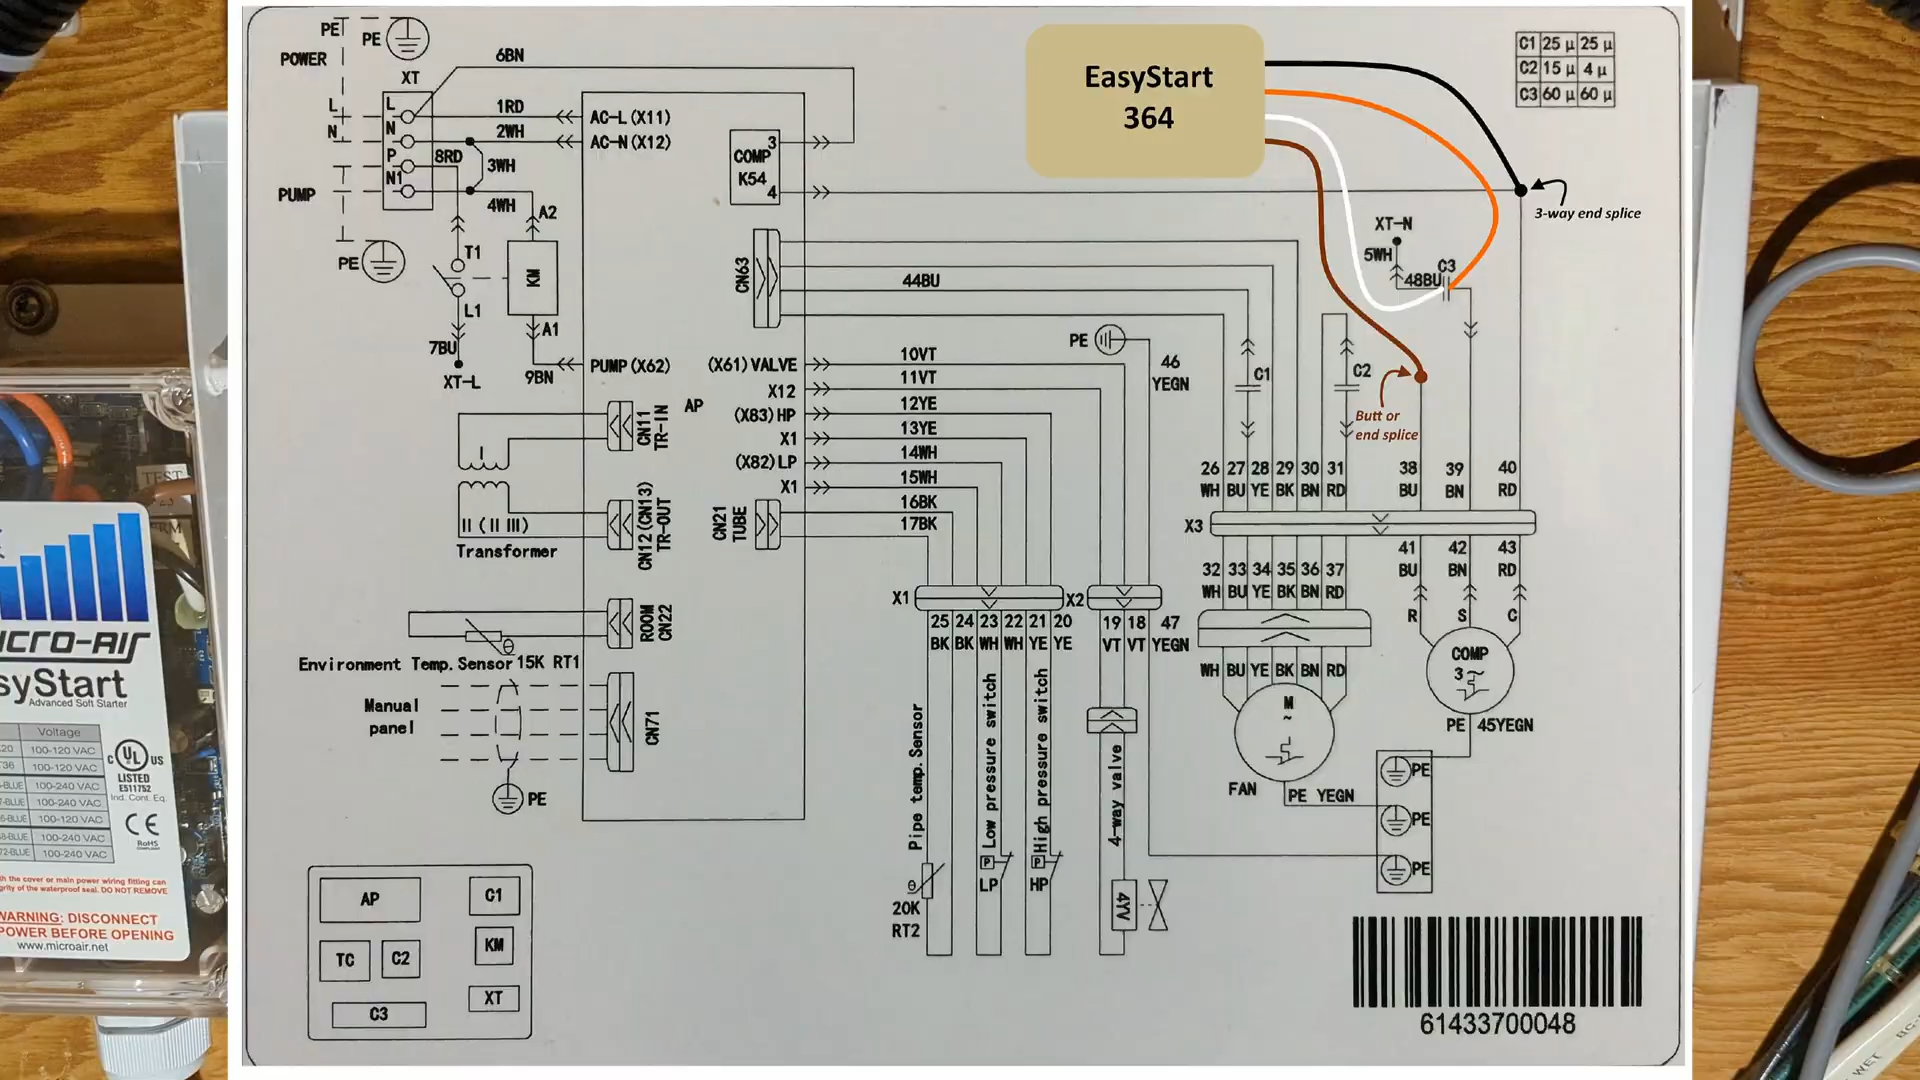 PE
POWER
PE
XT
L
N
L
N
P
N1
PUMP
PE
6BN
1RD
2WH
8RD
3WH
4WH
A2
T1
KM
L1
A1
7BU
XT-L
9BN
AC-L(X11)
AC-N(X12)
COMP
K54
3
4
CN63
44BU
PUMP(X62)
(X61)VALVE
X12
(X83)HP
X1
(X82)LP
X1
AP
10VT
11VT
12YE
13YE
14WH
15WH
16BK
17BK
CN11
TR-IN
CN12(CN13)
TR-OUT
CN21
TUBE
I
II(II III)
Transformer
ROOM
CN22
θ
Environment Temp.Sensor 15K RT1
Manual
panel
CN71
PE
EasyStart
364
C1 25 µ 25 µ
C2 15 µ 4 µ
C3 60 µ 60 µ
3-way end splice
XT-N
5WH
48BU
C3
PE
46
YEGN
C1
C2
Butt or
end splice
26 27 28 29 30 31 38 39 40
WH BU YE BK BN RD BU BN RD
X3
41 42 43
BU BN RD
32 33 34 35 36 37
WH BU YE BK BN RD
R S C
COMP
3~
WH BU YE BK BN RD
M
~
FAN
PE 45YEGN
PE YEGN
PE
PE
PE
X1
X2
25 24 23 22 21 20
BK BK WH WH YE YE
19 18 47
VT VT YEGN
Pipe temp.Sensor
Low pressure switch
High pressure switch
4-way valve
θ
20K
RT2
P
LP
P
HP
4YV
AP
C1
TC
C2
KM
C3
XT
61433700048
TEST
MICRO-AIR
EasyStart
Advanced Soft Starter
Voltage
100-120 VAC
100-120 VAC
100-240 VAC
100-240 VAC
100-120 VAC
100-240 VAC
100-240 VAC
C UL US
LISTED
E511752
Ind. Cont. Eq.
CE
RoHS
WARNING: DISCONNECT
POWER BEFORE OPENING
www.microair.net
WET